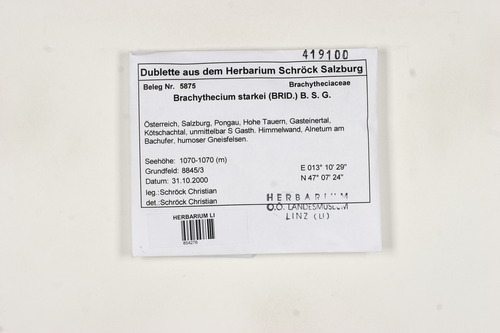 419100
Dublette aus dem Herbarium Schröck Salzburg
Beleg Nr. 5875 Brachytheciaceae
Brachythecium starkei (BRID.) B. S. G.
Österreich, Salzburg, Pongau, Hohe Tauern, Gasteinertal,
Kötschachtal, unmittelbar S Gasth. Himmelwand, Alnetum am
Bachufer, humoser Gneisfelsen.
Seehöhe: 1070-1070 (m)
Grundfeld: 8845/3 E 013° 10' 29"
Datum: 31.10.2000 N 47° 07' 24"
leg.:Schröck Christian
det.:Schröck Christian
HERBARIUM
O.Ö. LANDESMUSEUM
LINZ (LI)
HERBARIUM LI
854276